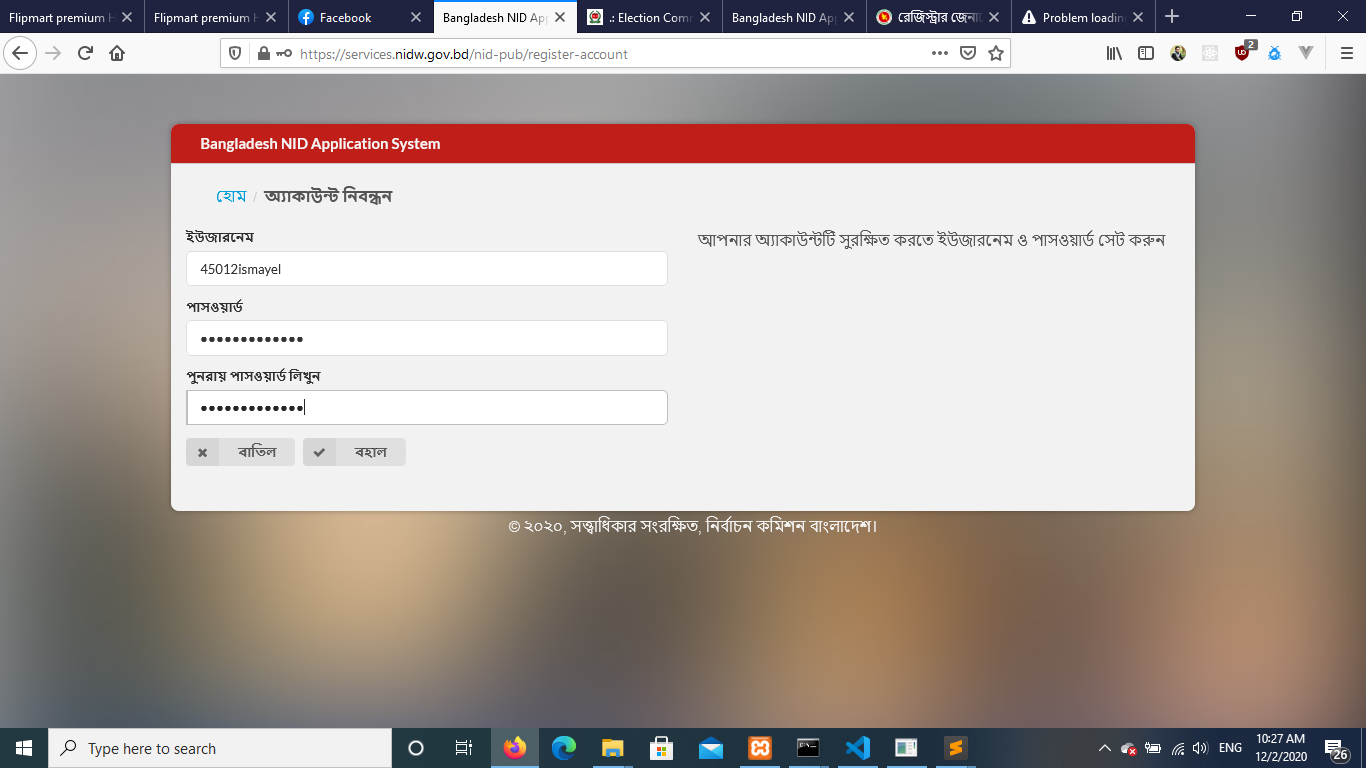 Flipmart premium H
Flipmart premium H
Facebook
Bangladesh NID App
.: Election Comm
Bangladesh NID App
রেজিস্ট্রার জেনা
Problem loadin
https://services.nidw.gov.bd/nid-pub/register-account
2
Bangladesh NID Application System
হোম / অ্যাকাউন্ট নিবন্ধন
ইউজারনেম
আপনার অ্যাকাউন্টটি সুরক্ষিত করতে ইউজারনেম ও পাসওয়ার্ড সেট করুন
45012ismayel
পাসওয়ার্ড
•••••••••••••
পুনরায় পাসওয়ার্ড লিখুন
•••••••••••••
বাতিল
বহাল
© ২০২০, সত্ত্বাধিকার সংরক্ষিত, নির্বাচন কমিশন বাংলাদেশ।
Type here to search
ENG
10:27 AM
12/2/2020
26